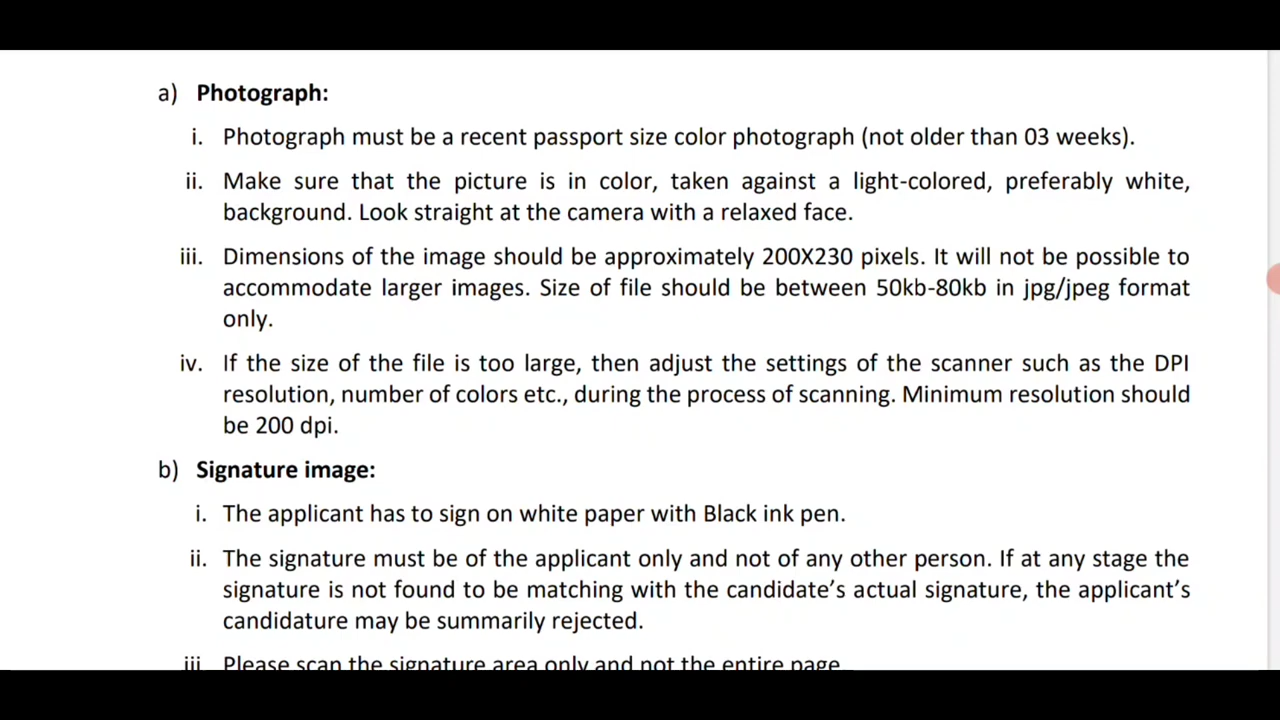 a) Photograph:
i. Photograph must be a recent passport size color photograph (not older than 03 weeks).
ii. Make sure that the picture is in color, taken against a light-colored, preferably white,
background. Look straight at the camera with a relaxed face.
iii. Dimensions of the image should be approximately 200X230 pixels. It will not be possible to
accommodate larger images. Size of file should be between 50kb-80kb in jpg/jpeg format
only.
iv. If the size of the file is too large, then adjust the settings of the scanner such as the DPI
resolution, number of colors etc., during the process of scanning. Minimum resolution should
be 200 dpi.
b) Signature image:
i. The applicant has to sign on white paper with Black ink pen.
ii. The signature must be of the applicant only and not of any other person. If at any stage the
signature is not found to be matching with the candidate’s actual signature, the applicant’s
candidature may be summarily rejected.
iii. Please scan the signature area only and not the entire page.